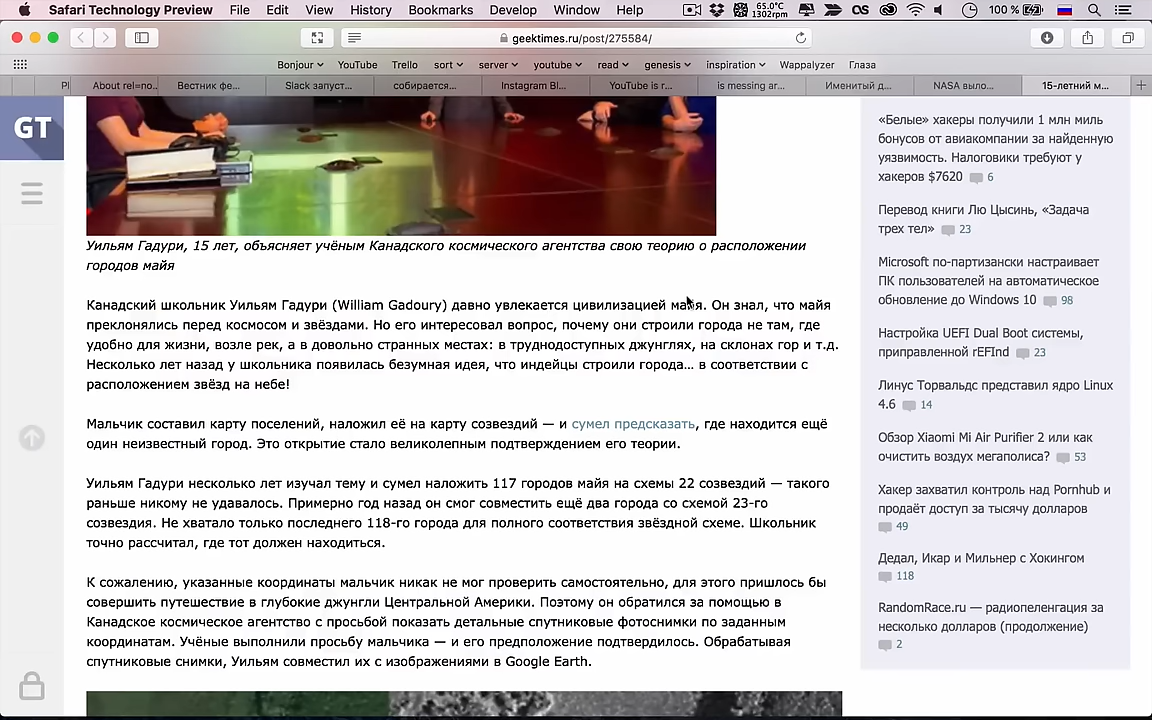 Safari Technology Preview File Edit View History Bookmarks Develop Window Help 65.0°C 1302rpm 100 %
geektimes.ru/post/275584/
Bonjour YouTube Trello sort server youtube read genesis inspiration Wappalyzer Глаза
Pl About rel=no... Вестник фе... Slack запуст... собирается... Instagram Bl... YouTube is r... is messing ar... Именитый д... NASA выло... 15-летний м...
GT
Уильям Гадури, 15 лет, объясняет учёным Канадского космического агентства свою теорию о расположении
городов майя
Канадский школьник Уильям Гадури (William Gadoury) давно увлекается цивилизацией майя. Он знал, что майя
преклонялись перед космосом и звёздами. Но его интересовал вопрос, почему они строили города не там, где
удобно для жизни, возле рек, а в довольно странных местах: в труднодоступных джунглях, на склонах гор и т.д.
Несколько лет назад у школьника появилась безумная идея, что индейцы строили города... в соответствии с
расположением звёзд на небе!
Мальчик составил карту поселений, наложил её на карту созвездий — и сумел предсказать, где находится ещё
один неизвестный город. Это открытие стало великолепным подтверждением его теории.
Уильям Гадури несколько лет изучал тему и сумел наложить 117 городов майя на схемы 22 созвездий — такого
раньше никому не удавалось. Примерно год назад он смог совместить ещё два города со схемой 23-го
созвездия. Не хватало только последнего 118-го города для полного соответствия звёздной схеме. Школьник
точно рассчитал, где тот должен находиться.
К сожалению, указанные координаты мальчик никак не мог проверить самостоятельно, для этого пришлось бы
совершить путешествие в глубокие джунгли Центральной Америки. Поэтому он обратился за помощью в
Канадское космическое агентство с просьбой показать детальные спутниковые фотоснимки по заданным
координатам. Учёные выполнили просьбу мальчика — и его предположение подтвердилось. Обрабатывая
спутниковые снимки, Уильям совместил их с изображениями в Google Earth.
«Белые» хакеры получили 1 млн миль
бонусов от авиакомпании за найденную
уязвимость. Налоговики требуют у
хакеров $7620 6
Перевод книги Лю Цысинь, «Задача
трех тел» 23
Microsoft по-партизански настраивает
ПК пользователей на автоматическое
обновление до Windows 10 98
Настройка UEFI Dual Boot системы,
приправленной rEFInd 23
Линус Торвальдс представил ядро Linux
4.6 14
Обзор Xiaomi Mi Air Purifier 2 или как
очистить воздух мегаполиса? 53
Хакер захватил контроль над Pornhub и
продаёт доступ за тысячу долларов
49
Дедал, Икар и Мильнер с Хокингом
118
RandomRace.ru — радиопеленгация за
несколько долларов (продолжение)
2